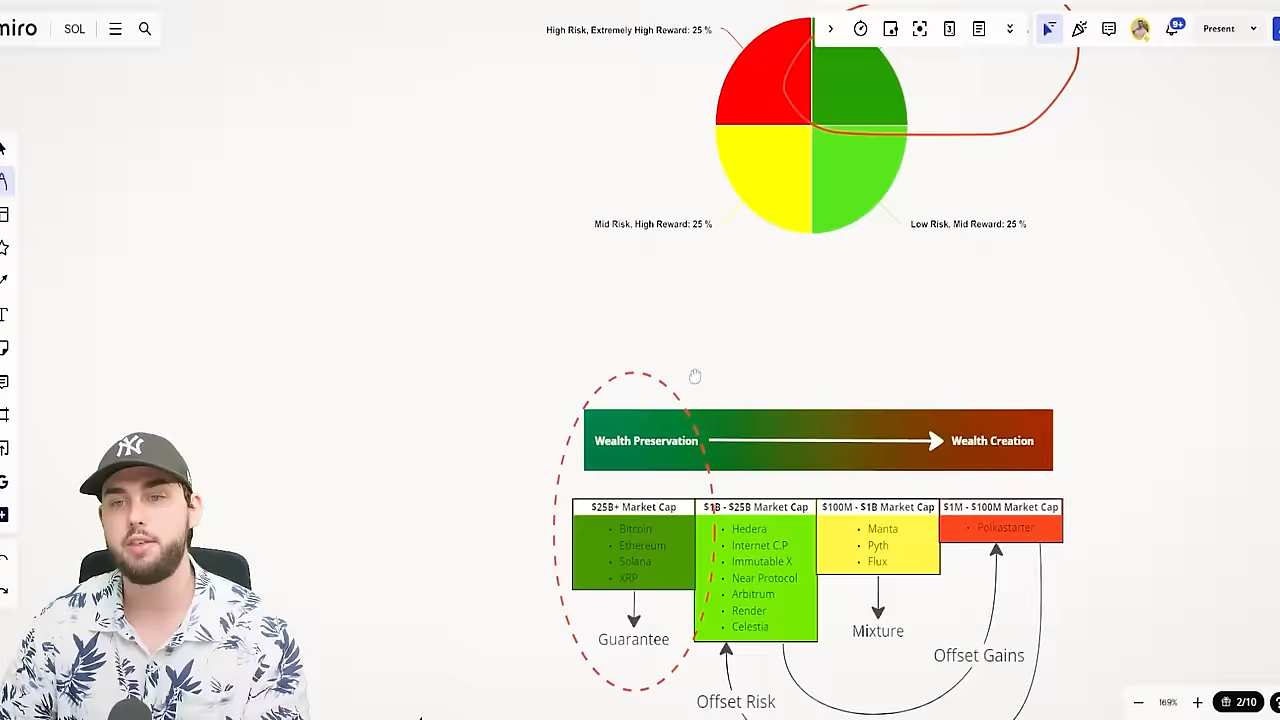 miro SOL 3 9+ Present
High Risk, Extremely High Reward: 25 %
Mid Risk, High Reward: 25 %
Low Risk, Mid Reward: 25 %
Wealth Preservation
Wealth Creation
$25B+ Market Cap
• Bitcoin
• Ethereum
• Solana
• XRP
Guarantee
$1B - $25B Market Cap
• Hedera
• Internet C.P
• Immutable X
• Near Protocol
• Arbitrum
• Render
• Celestia
Offset Risk
$100M - $1B Market Cap
• Manta
• Pyth
• Flux
Mixture
$1M - $100M Market Cap
• Polkastarter
Offset Gains
NY
169% 2/10